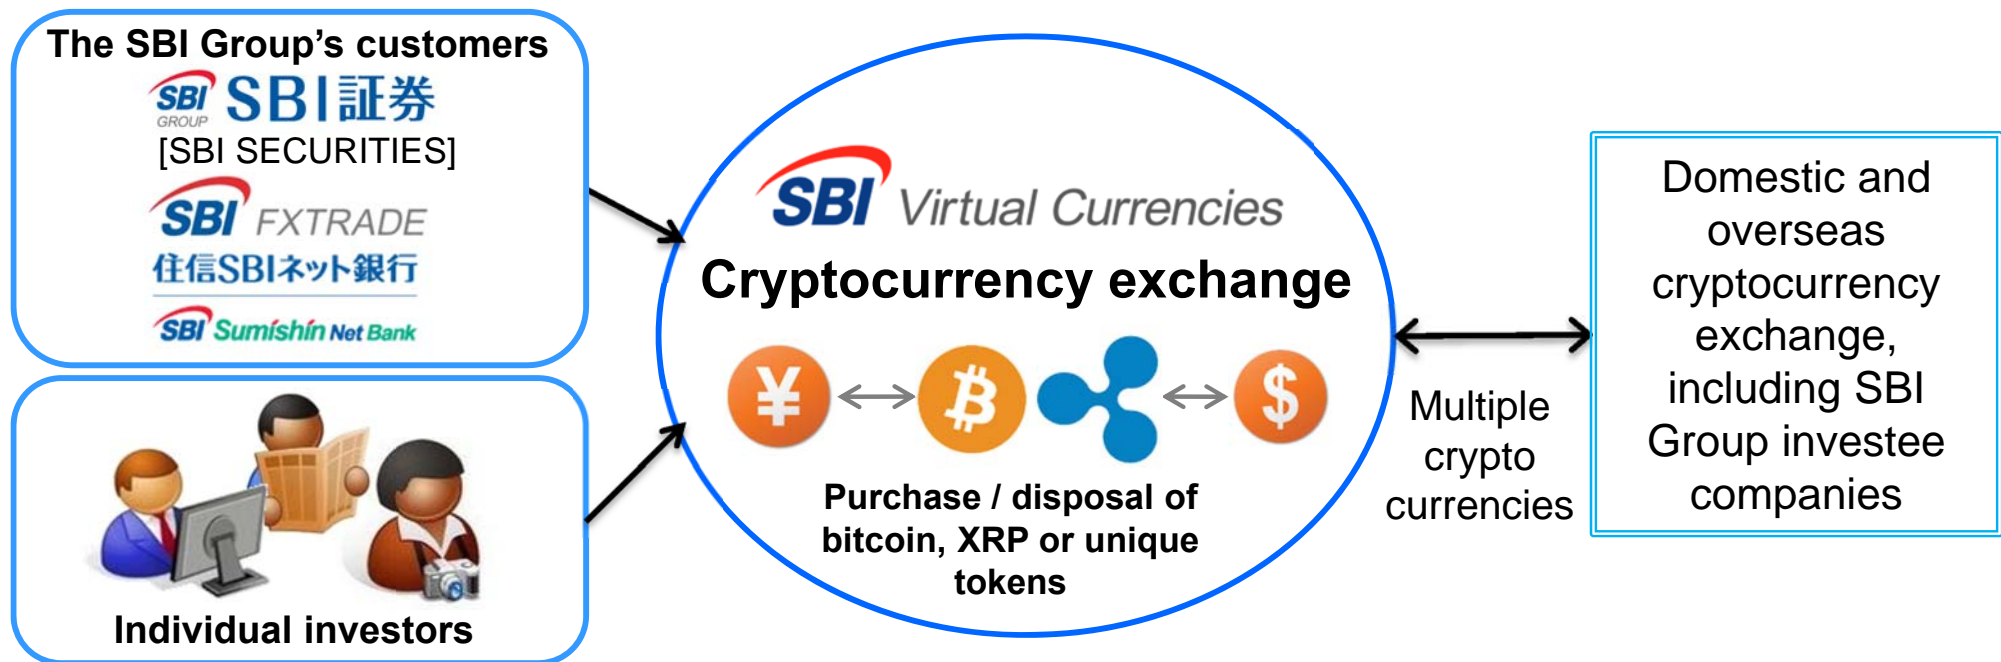 The SBI Group's customers
SBI GROUP SBI証券
[SBI SECURITIES]
SBI FXTRADE
住信SBIネット銀行
SBI Sumishin Net Bank
Individual investors
SBI Virtual Currencies
Cryptocurrency exchange
¥ ₿ $
Purchase / disposal of
bitcoin, XRP or unique
tokens
Multiple
crypto
currencies
Domestic and
overseas
cryptocurrency
exchange,
including SBI
Group investee
companies